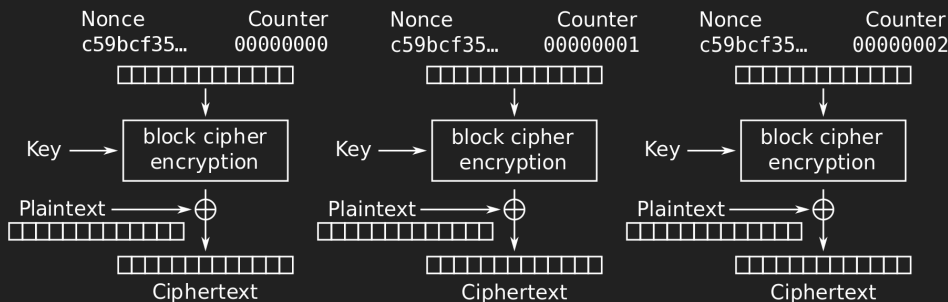 Nonce Counter Nonce Counter Nonce Counter
c59bcf35… 00000000 c59bcf35… 00000001 c59bcf35… 00000002
block cipher block cipher block cipher
Key encryption Key encryption Key encryption
Plaintext Plaintext Plaintext
Ciphertext Ciphertext Ciphertext